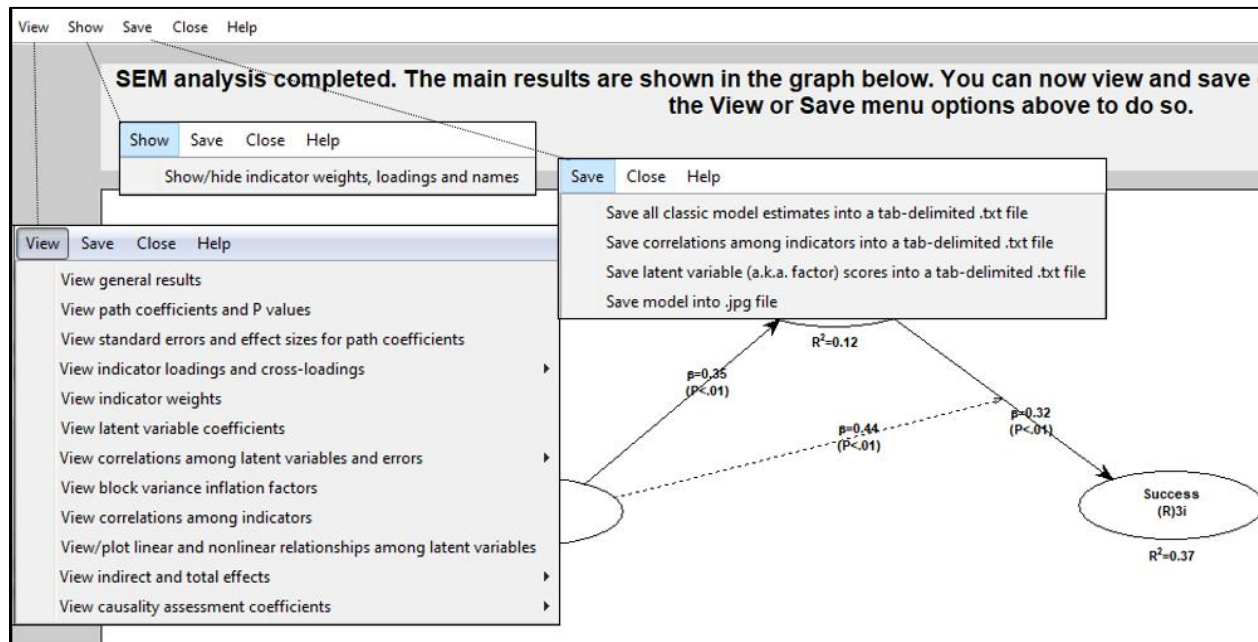 View Show Save Close Help
SEM analysis completed. The main results are shown in the graph below. You can now view and save
the View or Save menu options above to do so.
Show Save Close Help
Show/hide indicator weights, loadings and names
Save Close Help
Save all classic model estimates into a tab-delimited .txt file
Save correlations among indicators into a tab-delimited .txt file
Save latent variable (a.k.a. factor) scores into a tab-delimited .txt file
Save model into .jpg file
View Save Close Help
View general results
View path coefficients and P values
View standard errors and effect sizes for path coefficients
View indicator loadings and cross-loadings
View indicator weights
View latent variable coefficients
View correlations among latent variables and errors
View block variance inflation factors
View correlations among indicators
View/plot linear and nonlinear relationships among latent variables
View indirect and total effects
View causality assessment coefficients
R²=0.12
β=0.35
(P<.01)
β=0.44
(P<.01)
β=0.32
(P<.01)
Success
(R)3i
R²=0.37